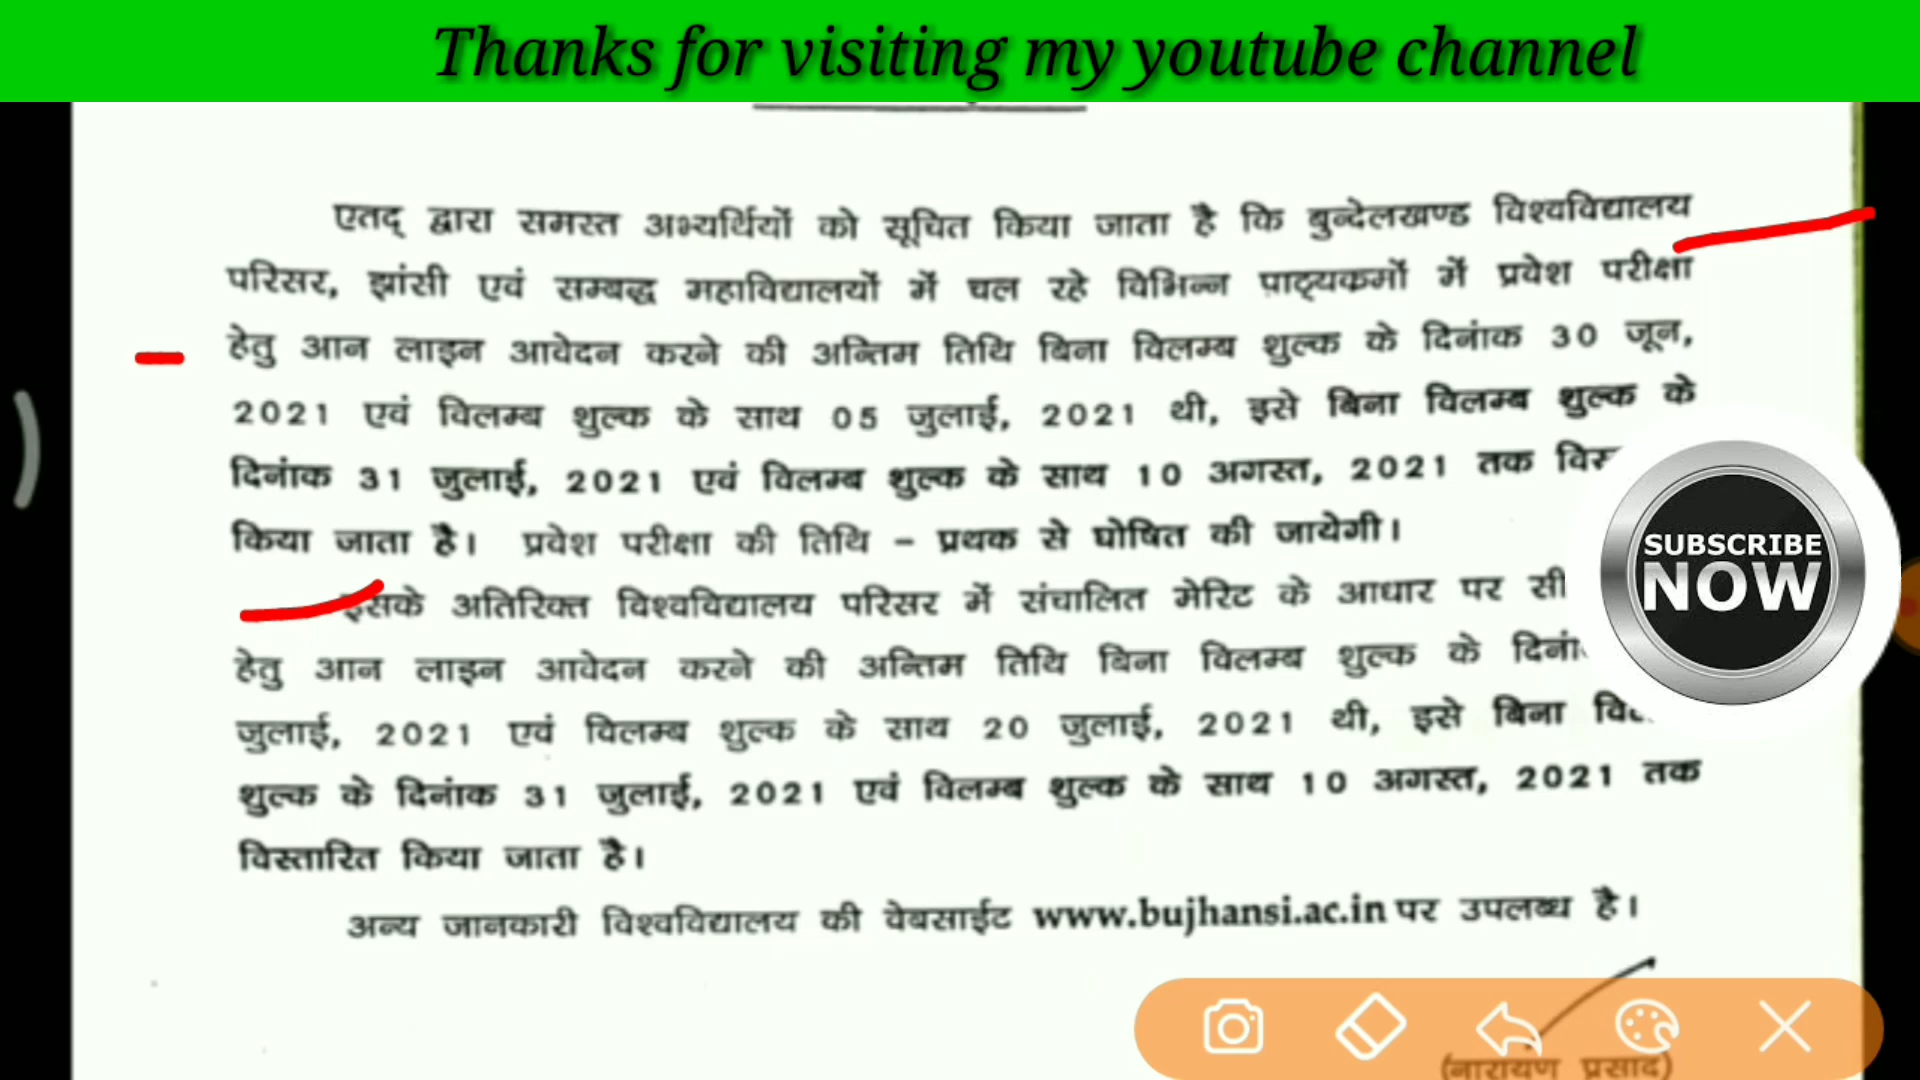 Thanks for visiting my youtube channel
एतद् द्वारा समस्त अभ्यर्थियों को सूचित किया जाता है कि बुन्देलखण्ड विश्वविद्यालय
परिसर, झांसी एवं सम्बद्ध महाविद्यालयों में चल रहे विभिन्न पाठ्यकमों में प्रवेश परीक्षा
हेतु आन लाइन आवेदन करने की अन्तिम तिथि बिना विलम्ब शुल्क के दिनांक 30 जून,
2021 एवं विलम्ब शुल्क के साथ 05 जुलाई, 2021 थी, इसे बिना विलम्ब शुल्क के
दिनांक 31 जुलाई, 2021 एवं विलम्ब शुल्क के साथ 10 अगस्त, 2021 तक
किया जाता है। प्रवेश परीक्षा की तिथि – प्रथक से घोषित की जायेगी।
इसके अतिरिक्त विश्वविद्यालय परिसर में संचालित मेरिट के आधार पर
हेतु आन लाइन आवेदन करने की अन्तिम तिथि बिना विलम्ब शुल्क के
जुलाई, 2021 एवं विलम्ब शुल्क के साथ 20 जुलाई, 2021 थी, इसे बिना
शुल्क के दिनांक 31 जुलाई, 2021 एवं विलम्ब शुल्क के साथ 10 अगस्त, 2021 तक
विस्तारित किया जाता है।
अन्य जानकारी विश्वविद्यालय की वेबसाईट www.bujhansi.ac.in पर उपलब्ध है।
(नारायण प्रसाद)
SUBSCRIBE
NOW